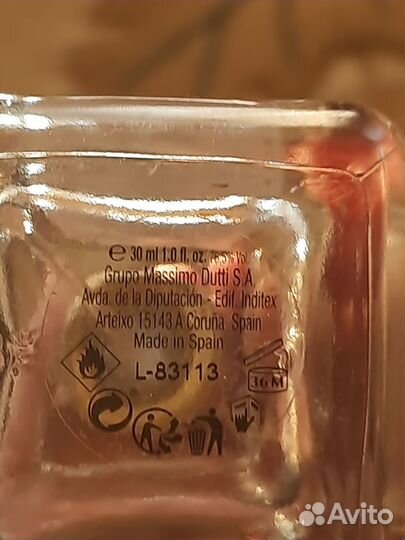 ℮ 30 ml 1.0 fl. oz.
Grupo Massimo Dutti S.A
Avda. de la Diputación - Edif. Inditex
Arteixo 15143 A Coruña Spain
Made in Spain
L-83113
36M
Avito